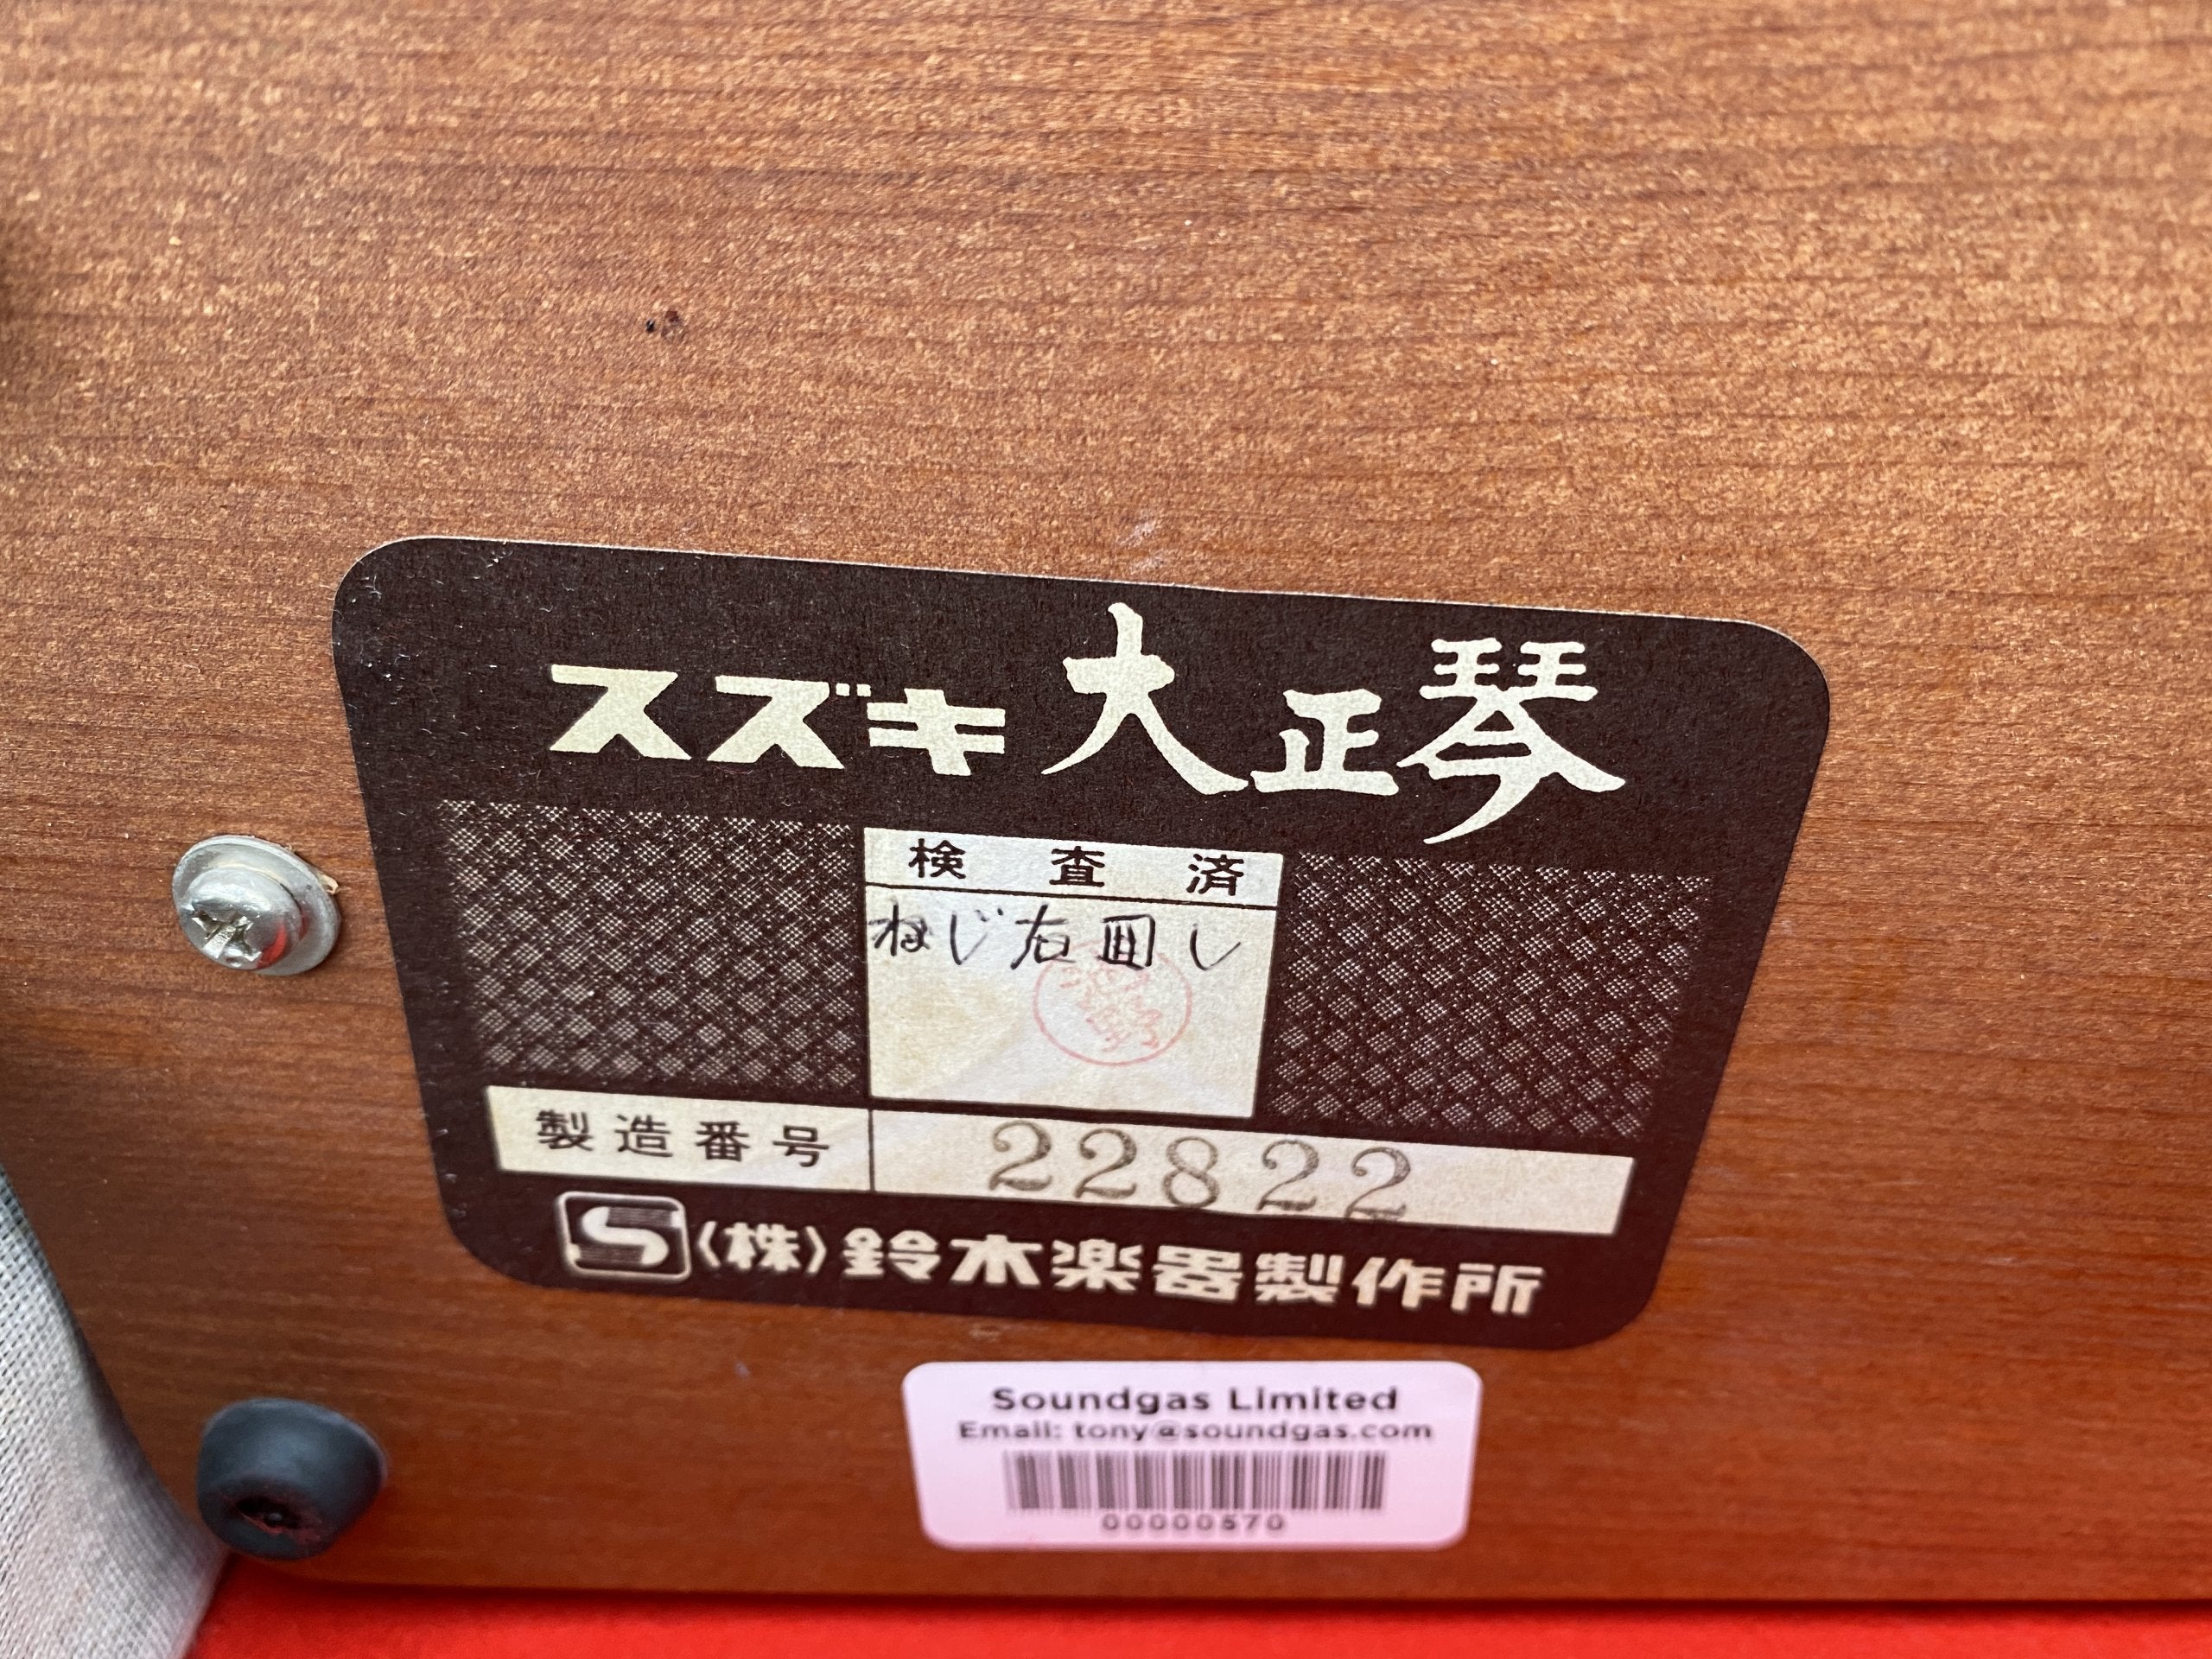 スズキ大正琴
検査済
ねじ右回し
製造番号 22822
S (株)鈴木楽器製作所
Soundgas Limited
Email: tony@soundgas.com
00000570